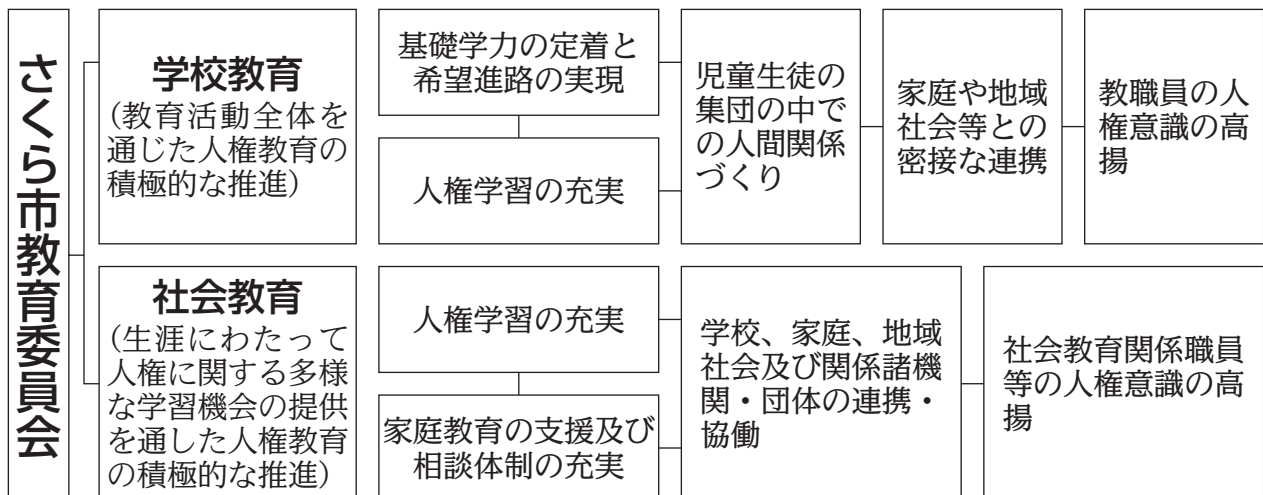 さくら市教育委員会
学校教育
（教育活動全体を
通じた人権教育の
積極的な推進）
基礎学力の定着と
希望進路の実現
人権学習の充実
児童生徒の
集団の中で
の人間関係
づくり
家庭や地域
社会等との
密接な連携
教職員の人
権意識の高
揚
社会教育
（生涯にわたって
人権に関する多様
な学習機会の提供
を通した人権教育
の積極的な推進）
人権学習の充実
家庭教育の支援及び
相談体制の充実
学校、家庭、地域
社会及び関係諸機
関・団体の連携・
協働
社会教育関係職員
等の人権意識の高
揚